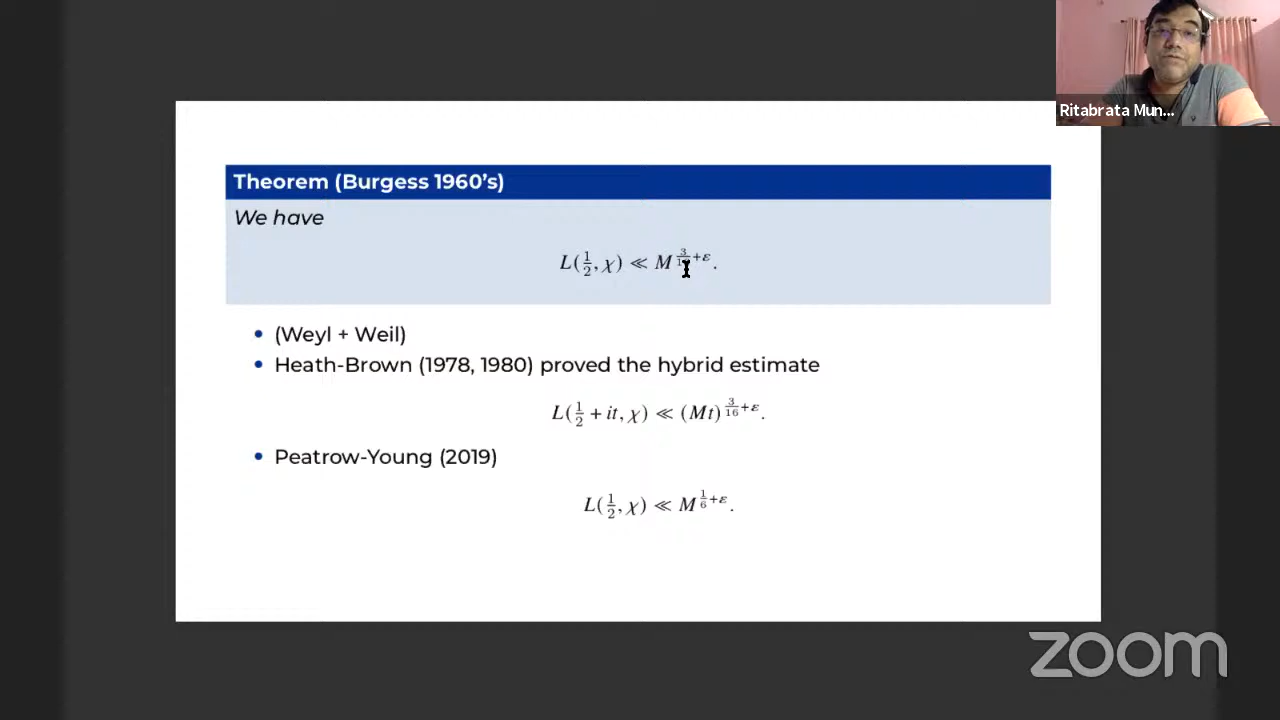 Ritabrata Mun...
Theorem (Burgess 1960's)
We have
L(1/2, χ) ≪ M^{3/
+ε}.
• (Weyl + Weil)
• Heath-Brown (1978, 1980) proved the hybrid estimate
L(1/2 + it, χ) ≪ (Mt)^{3/16+ε}.
• Peatrow-Young (2019)
L(1/2, χ) ≪ M^{1/6+ε}.
zoom